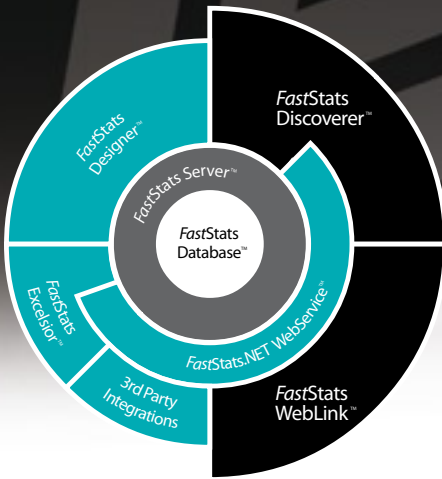 FastStats
Discoverer™
FastStats
Designer™
FastStats Server™
FastStats
Database™
FastStats
Excelsior™
FastStats.NET WebService™
3rd Party
Integrations
FastStats
WebLink™